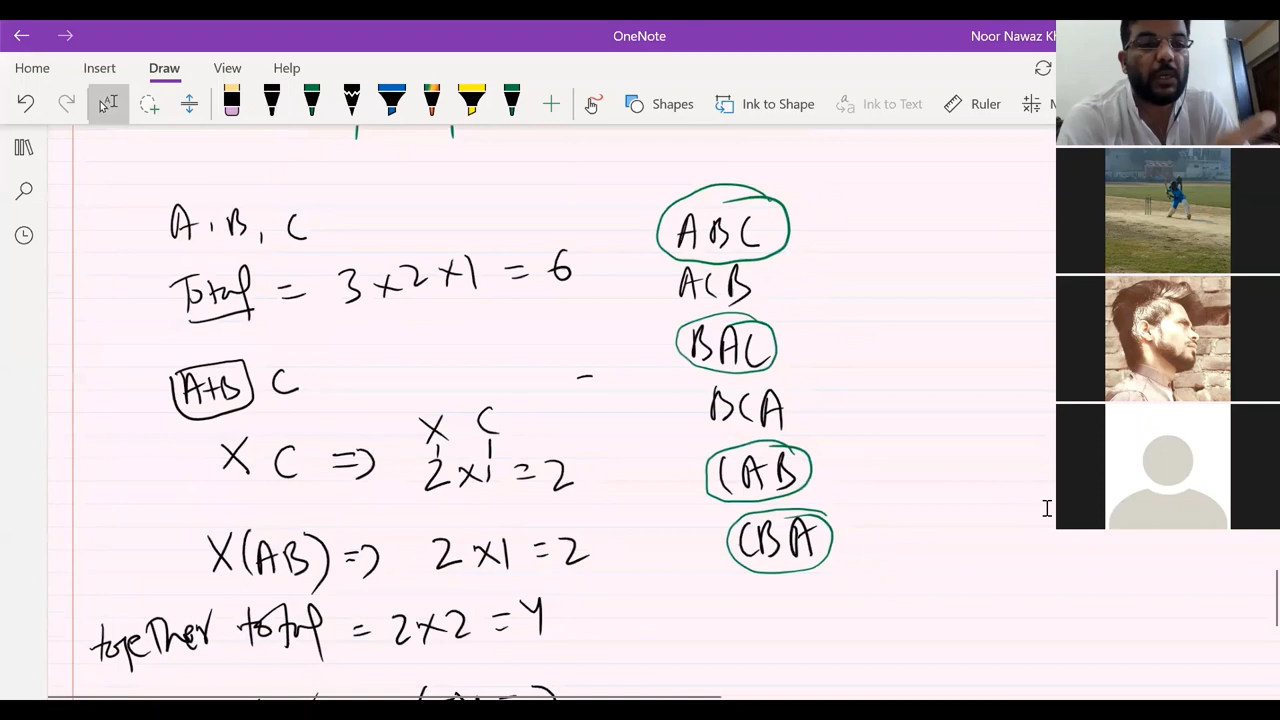 OneNote
Noor Nawaz Kh
Home Insert Draw View Help
Shapes Ink to Shape Ink to Text Ruler M
A, B, C
Total = 3 x 2 x 1 = 6
A+B C
X C
X C => 2 x 1 = 2
X(AB) => 2 x 1 = 2
together total = 2 x 2 = 4
ABC
ACB
BAC
BCA
CAB
CBA